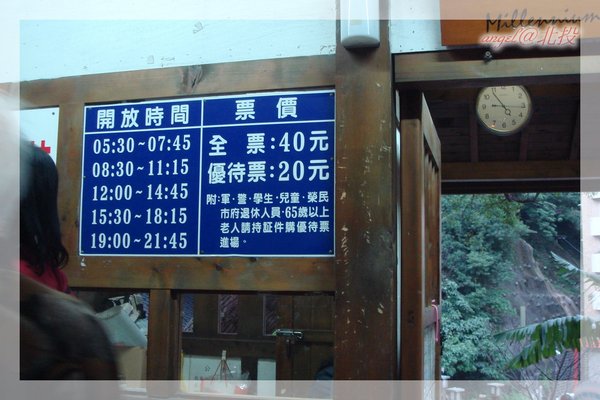 Millennium
angel@北投
開放時間
05:30~07:45
08:30~11:15
12:00~14:45
15:30~18:15
19:00~21:45
票價
全 票:40元
優待票:20元
附:軍·警·學生·兒童·榮民
市府退休人員·65歲以上
老人請持証件購優待票
進場。